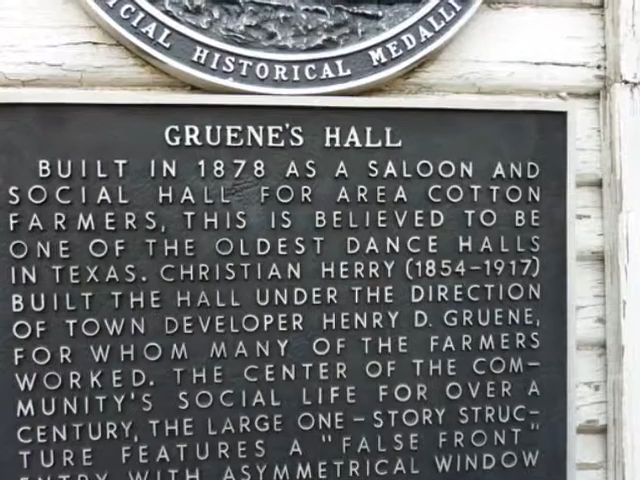 CIAL HISTORICAL MEDALLI
GRUENE'S HALL
BUILT IN 1878 AS A SALOON AND
SOCIAL HALL FOR AREA COTTON
FARMERS, THIS IS BELIEVED TO BE
ONE OF THE OLDEST DANCE HALLS
IN TEXAS. CHRISTIAN HERRY (1854-1917)
BUILT THE HALL UNDER THE DIRECTION
OF TOWN DEVELOPER HENRY D. GRUENE,
FOR WHOM MANY OF THE FARMERS
WORKED. THE CENTER OF THE COM-
MUNITY'S SOCIAL LIFE FOR OVER A
CENTURY, THE LARGE ONE-STORY STRUC-
TURE FEATURES A "FALSE FRONT"
ENTRY WITH ASYMMETRICAL WINDOW